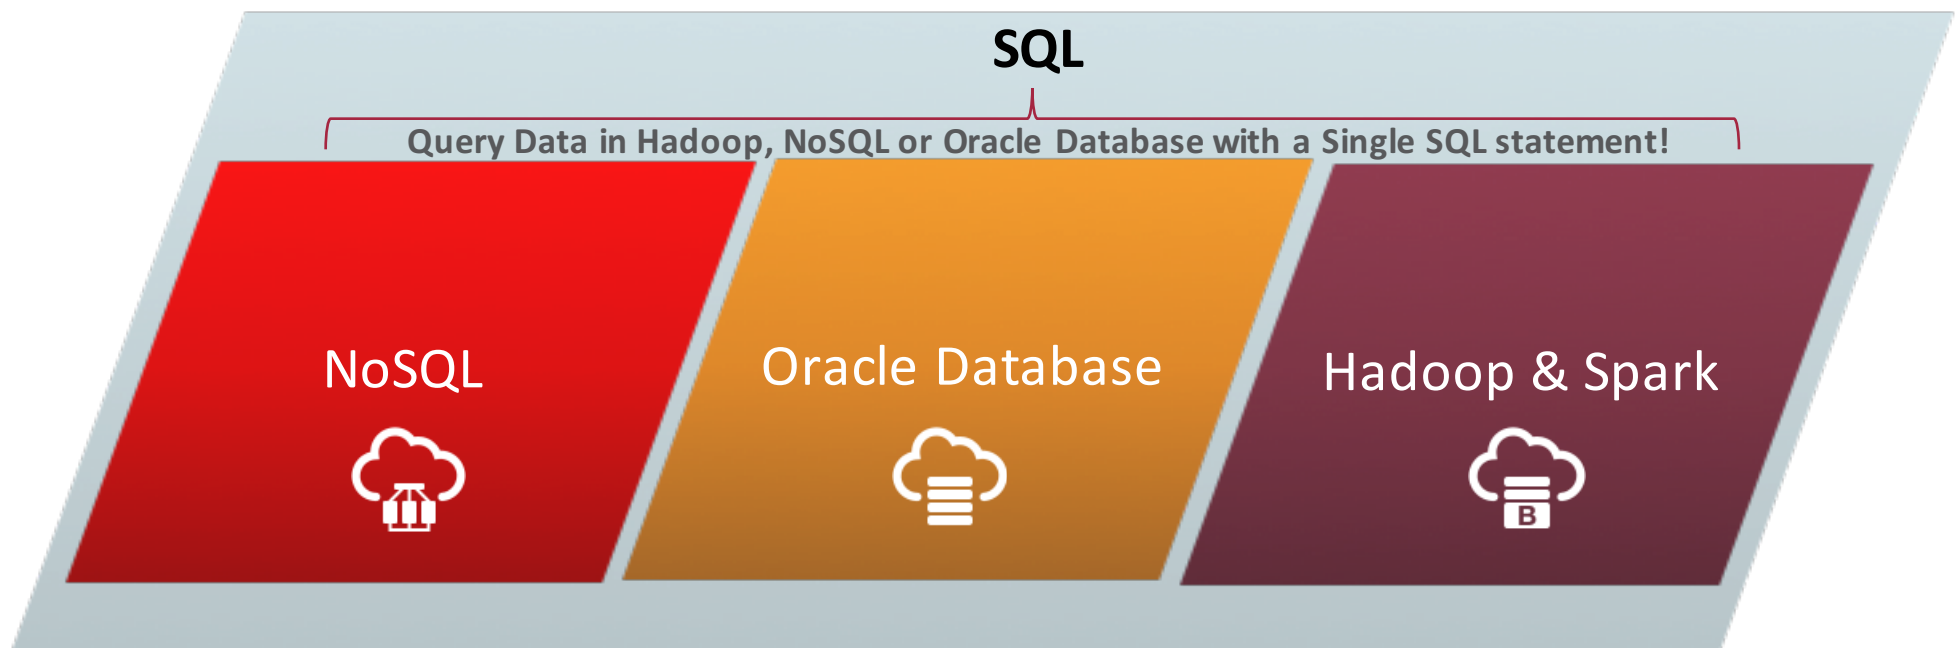 SQL
Query Data in Hadoop, NoSQL or Oracle Database with a Single SQL statement!
NoSQL
Oracle Database
Hadoop & Spark
B